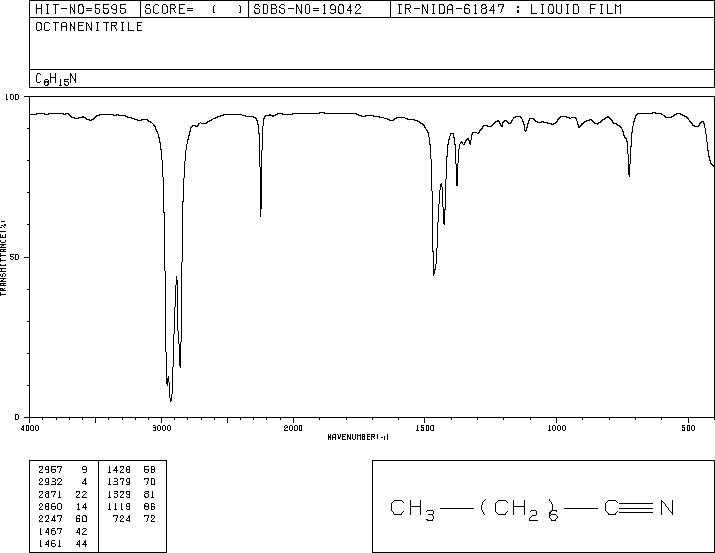 HIT-NO=5595 SCORE= ( ) SDBS-NO=19042 IR-NIDA-61847 : LIQUID FILM
OCTANENITRILE
C8H15N
100
50
0
TRANSMITTANCE(%)
4000 3000 2000 1500 1000 500
WAVENUMBER(-1)
2957 9 1428 58
2932 4 1379 70
2871 22 1329 81
2860 14 1119 86
2247 60 724 72
1467 42
1461 44
CH3—(CH2)6—C≡N